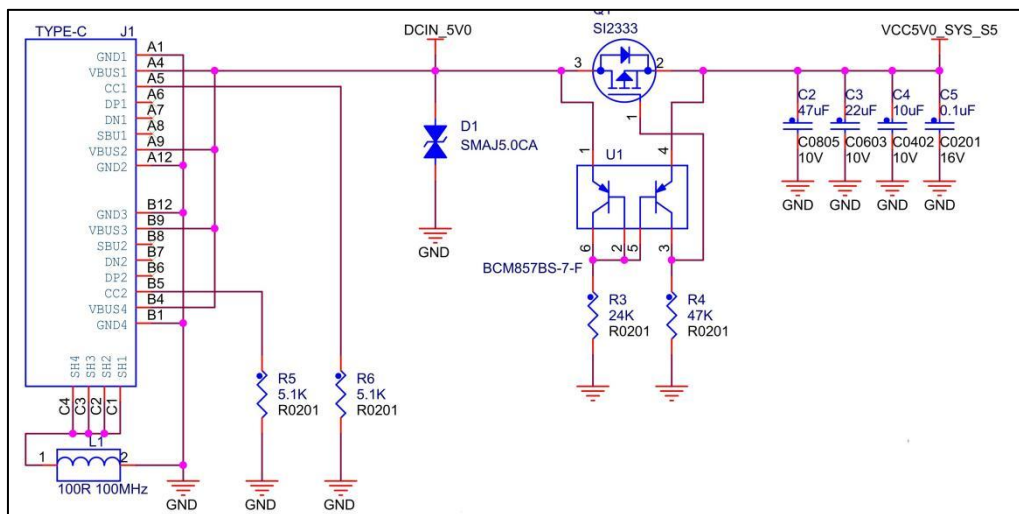 TYPE-C J1
GND1 A1
VBUS1 A4
CC1 A5
DP1 A6
DN1 A7
SBU1 A8
VBUS2 A9
GND2 A12
GND3 B12
VBUS3 B9
SBU2 B8
DN2 B7
DP2 B6
CC2 B5
VBUS4 B4
GND4 B1
SH4 SH3 SH2 SH1
C4 C3 C2 C1
L1
1 2
100R 100MHz
GND
R5
5.1K
R0201
GND
R6
5.1K
R0201
GND
DCIN_5V0
D1
SMAJ5.0CA
GND
SI2333
3 2
1
1 4
U1
6 2 5 3
BCM857BS-7-F
R3
24K
R0201
R4
47K
R0201
VCC5V0_SYS_S5
C2
47uF
C0805
10V
GND
C3
22uF
C0603
10V
GND
C4
10uF
C0402
10V
GND
C5
0.1uF
C0201
16V
GND